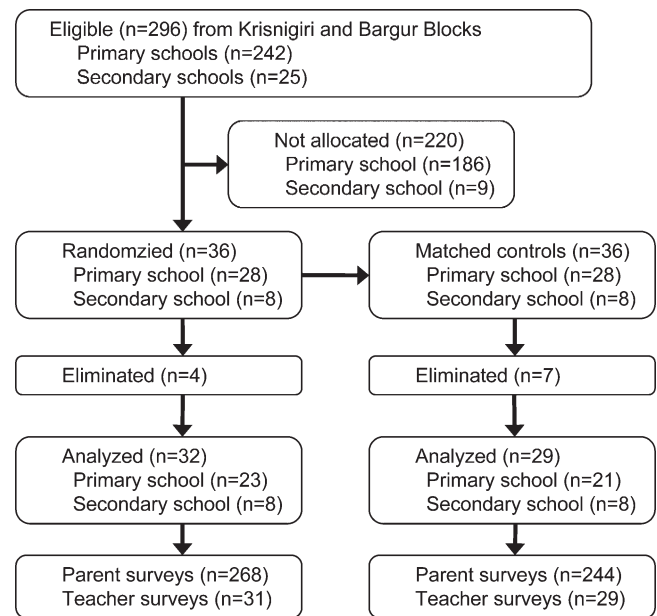 Eligible (n=296) from Krisnigiri and Bargur Blocks
Primary schools (n=242)
Secondary schools (n=25)
Not allocated (n=220)
Primary school (n=186)
Secondary school (n=9)
Randomzied (n=36)
Primary school (n=28)
Secondary school (n=8)
Matched controls (n=36)
Primary school (n=28)
Secondary school (n=8)
Eliminated (n=4)
Eliminated (n=7)
Analyzed (n=32)
Primary school (n=23)
Secondary school (n=8)
Analyzed (n=29)
Primary school (n=21)
Secondary school (n=8)
Parent surveys (n=268)
Teacher surveys (n=31)
Parent surveys (n=244)
Teacher surveys (n=29)